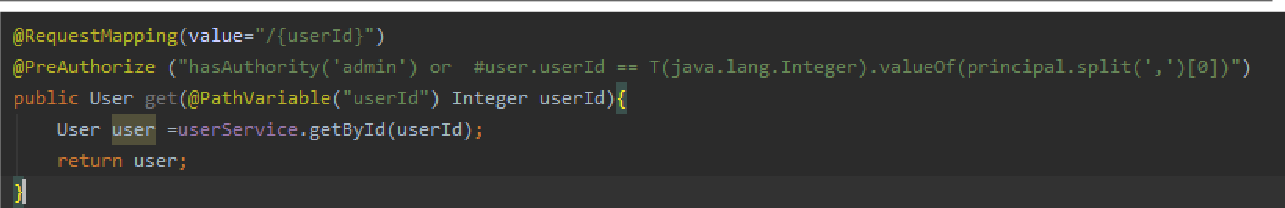 @RequestMapping(value="/{userId}")
@PreAuthorize ("hasAuthority('admin') or  #user.userId == T(java.lang.Integer).valueOf(principal.split(',')[0])")
public User get(@PathVariable("userId") Integer userId){
    User user =userService.getById(userId);
    return user;
}